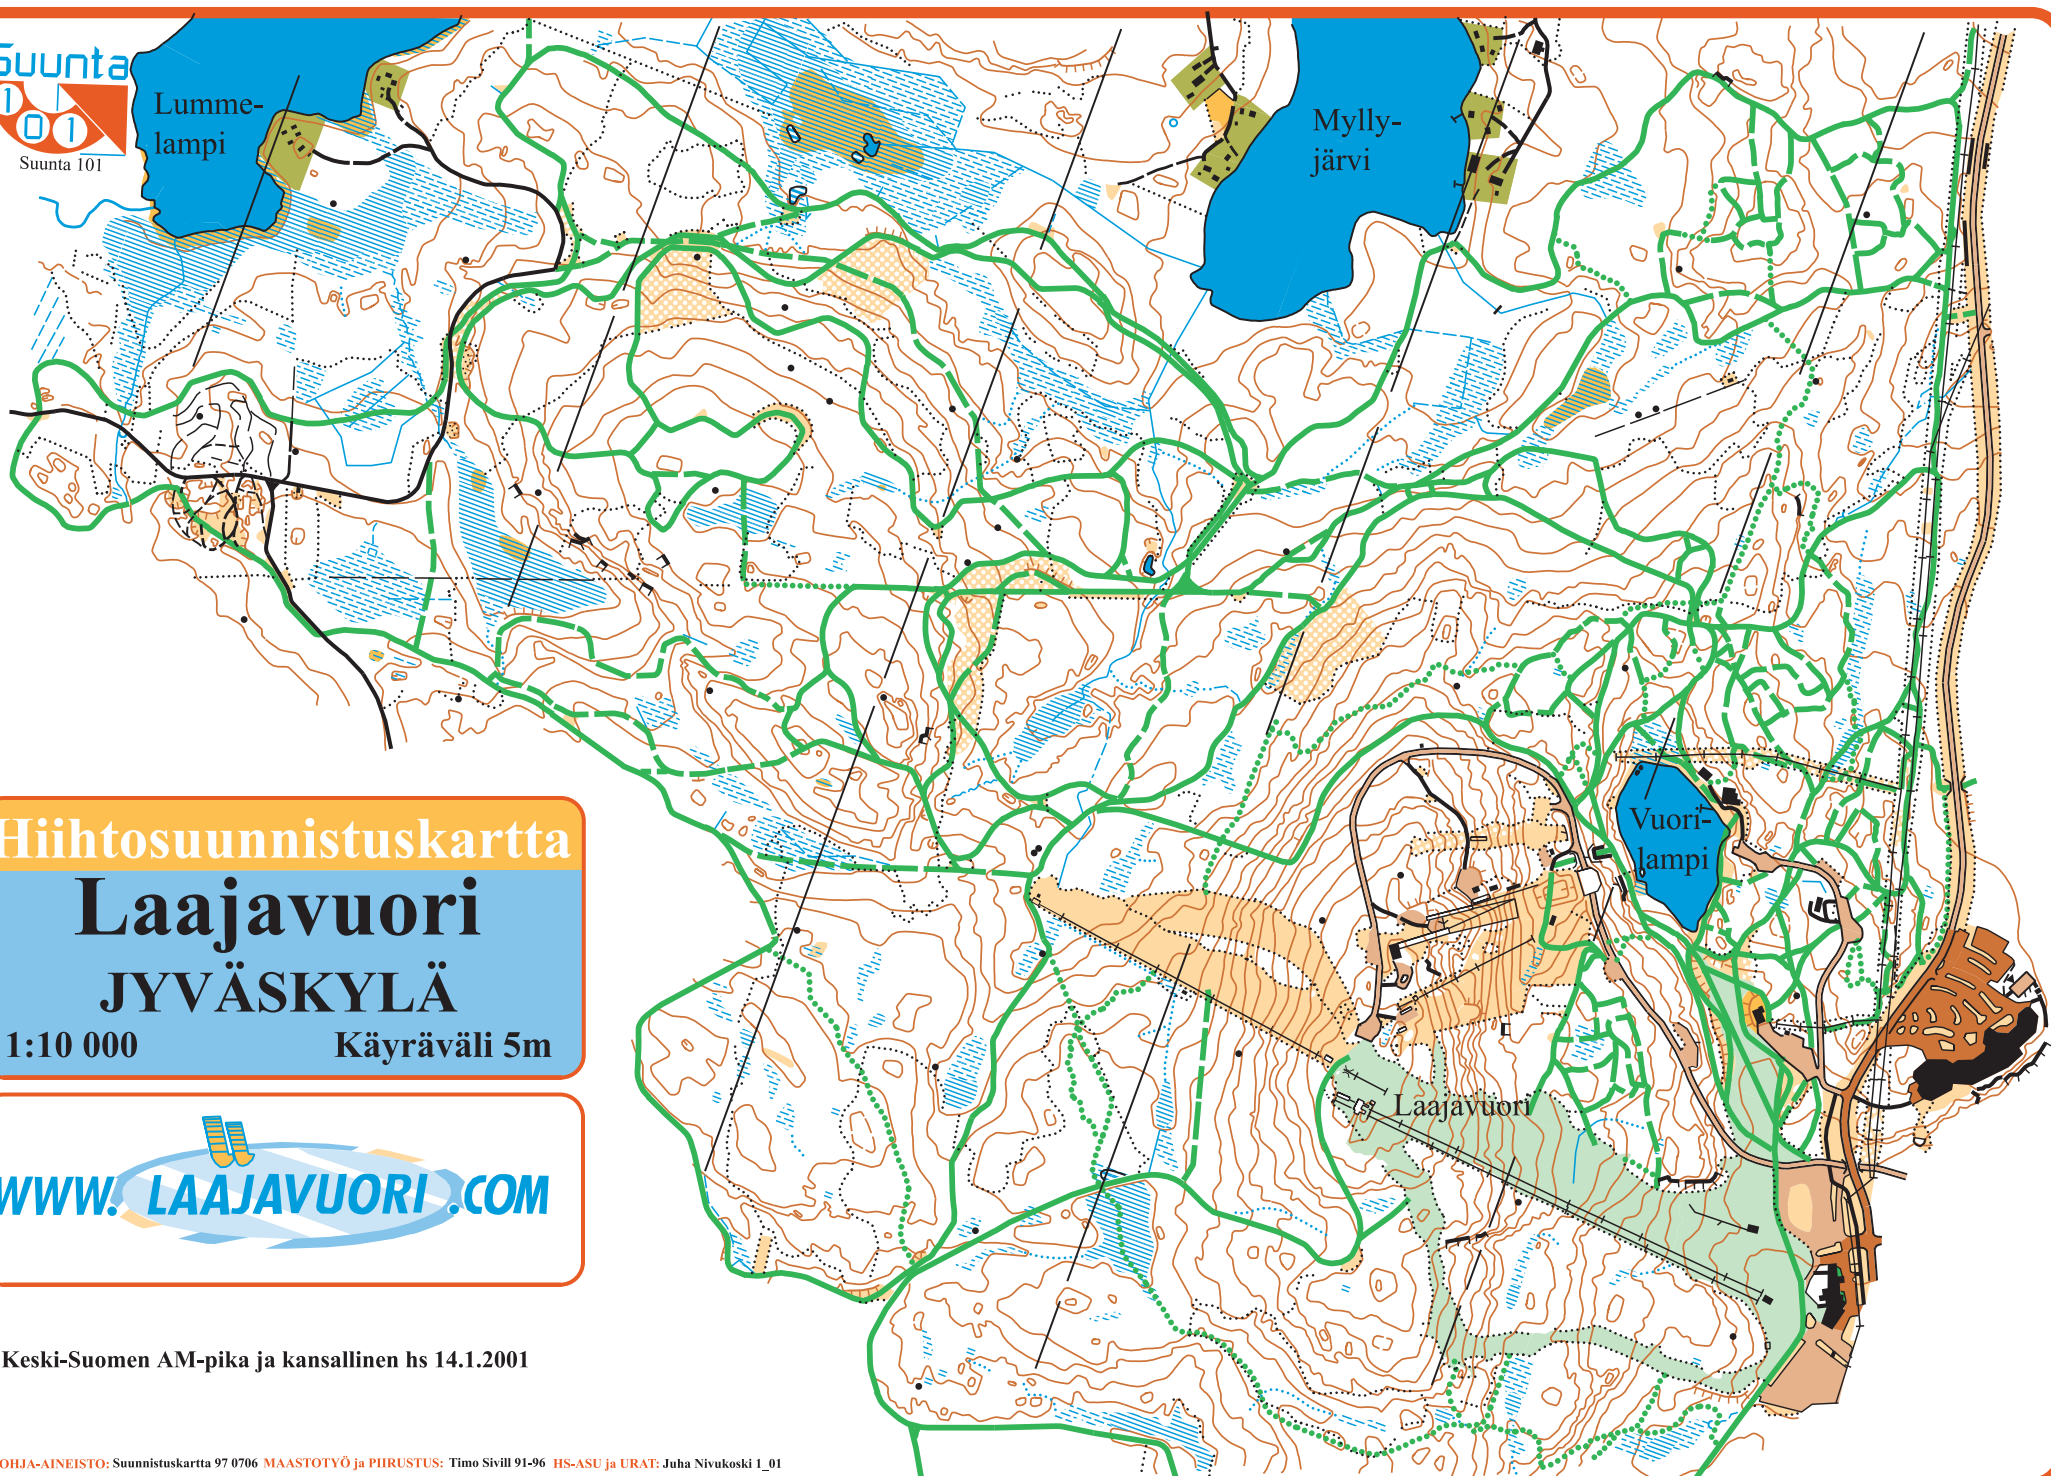 Suunta
1
0 1
Suunta 101
Lumme-
lampi
Mylly-
järvi
Vuori-
lampi
Laajavuori
Hiihtosuunnistuskartta
Laajavuori
JYVÄSKYLÄ
1:10 000 Käyräväli 5m
WWW. LAAJAVUORI .COM
Keski-Suomen AM-pika ja kansallinen hs 14.1.2001
OHJA-AINEISTO: Suunnistuskartta 97 0706 MAASTOTYÖ ja PIIRUSTUS: Timo Sivill 91-96 HS-ASU ja URAT: Juha Nivukoski 1_01